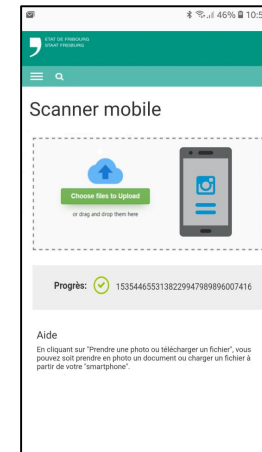 46% 10:5
ETAT DE FRIBOURG
STAAT FREIBURG
Scanner mobile
Choose files to Upload
or drag and drop them here
Progrès: 1535446553138229947989896007416
Aide
En cliquant sur "Prendre une photo ou télécharger un fichier", vous
pouvez soit prendre en photo un document ou charger un fichier à
partir de votre "smartphone".